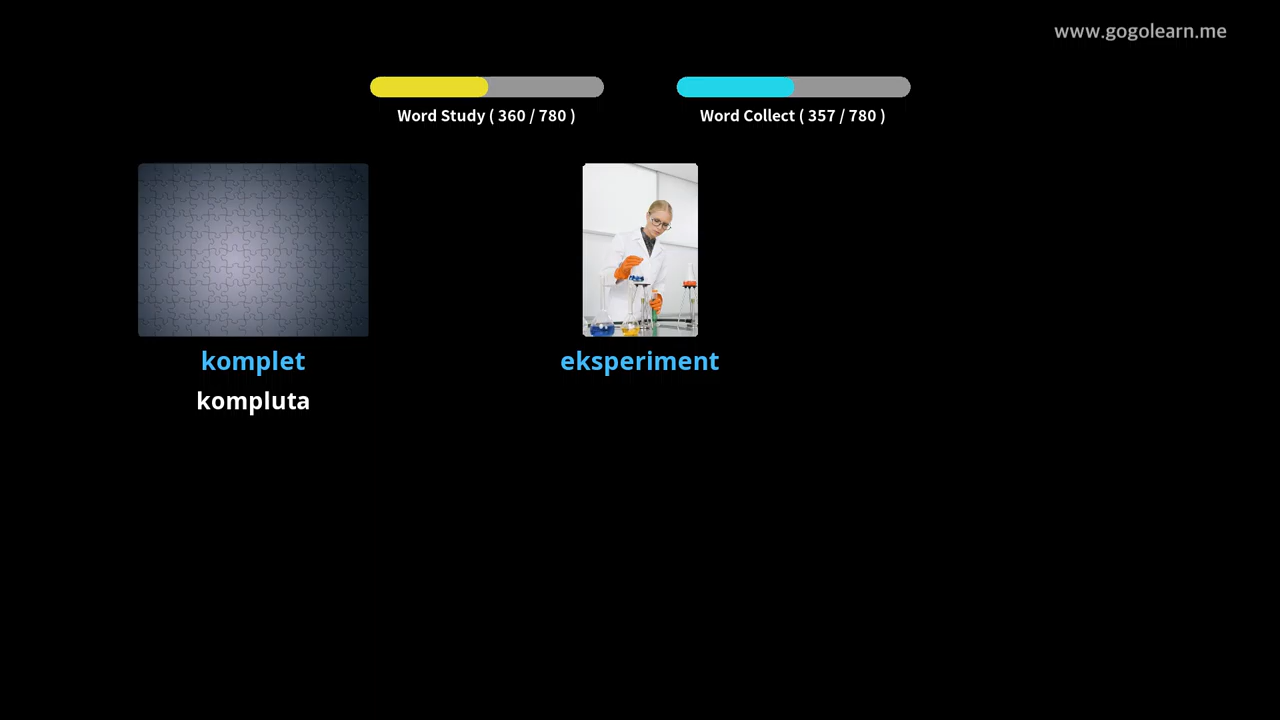 www.gogolearn.me
Word Study ( 360 / 780 )
Word Collect ( 357 / 780 )
komplet
eksperiment
kompluta